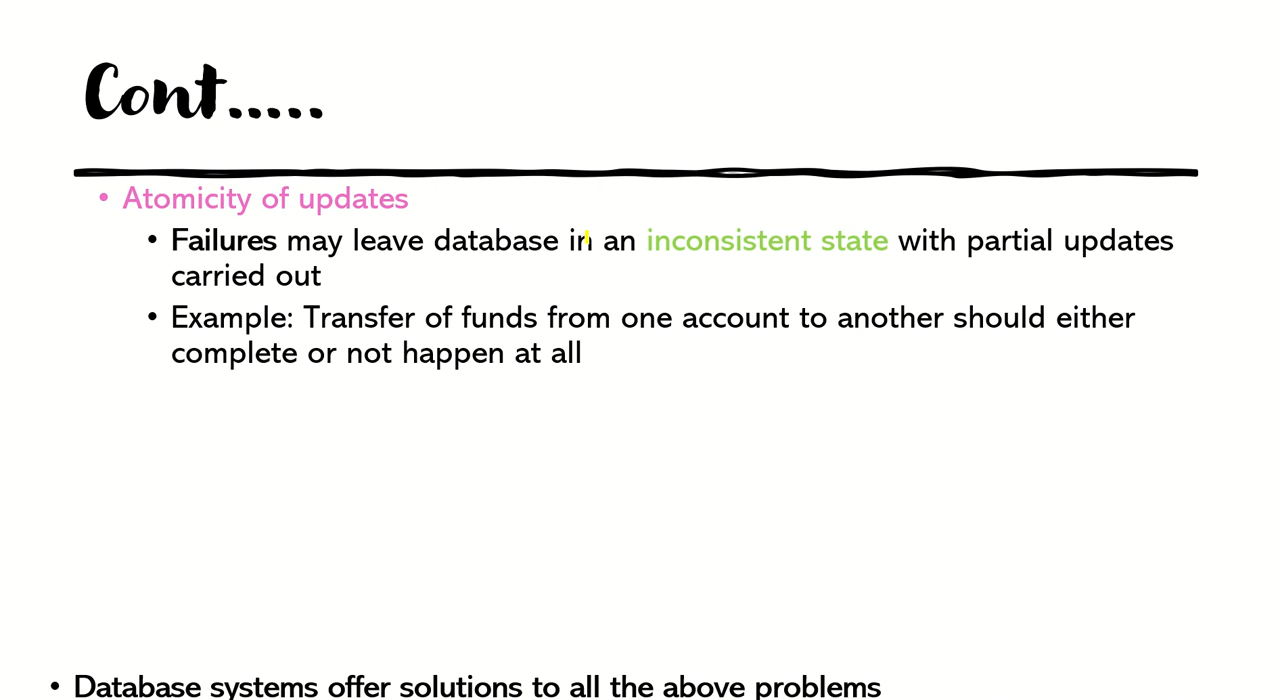 Cont.....
• Atomicity of updates
• Failures may leave database in an inconsistent state with partial updates
carried out
• Example: Transfer of funds from one account to another should either
complete or not happen at all
• Database systems offer solutions to all the above problems